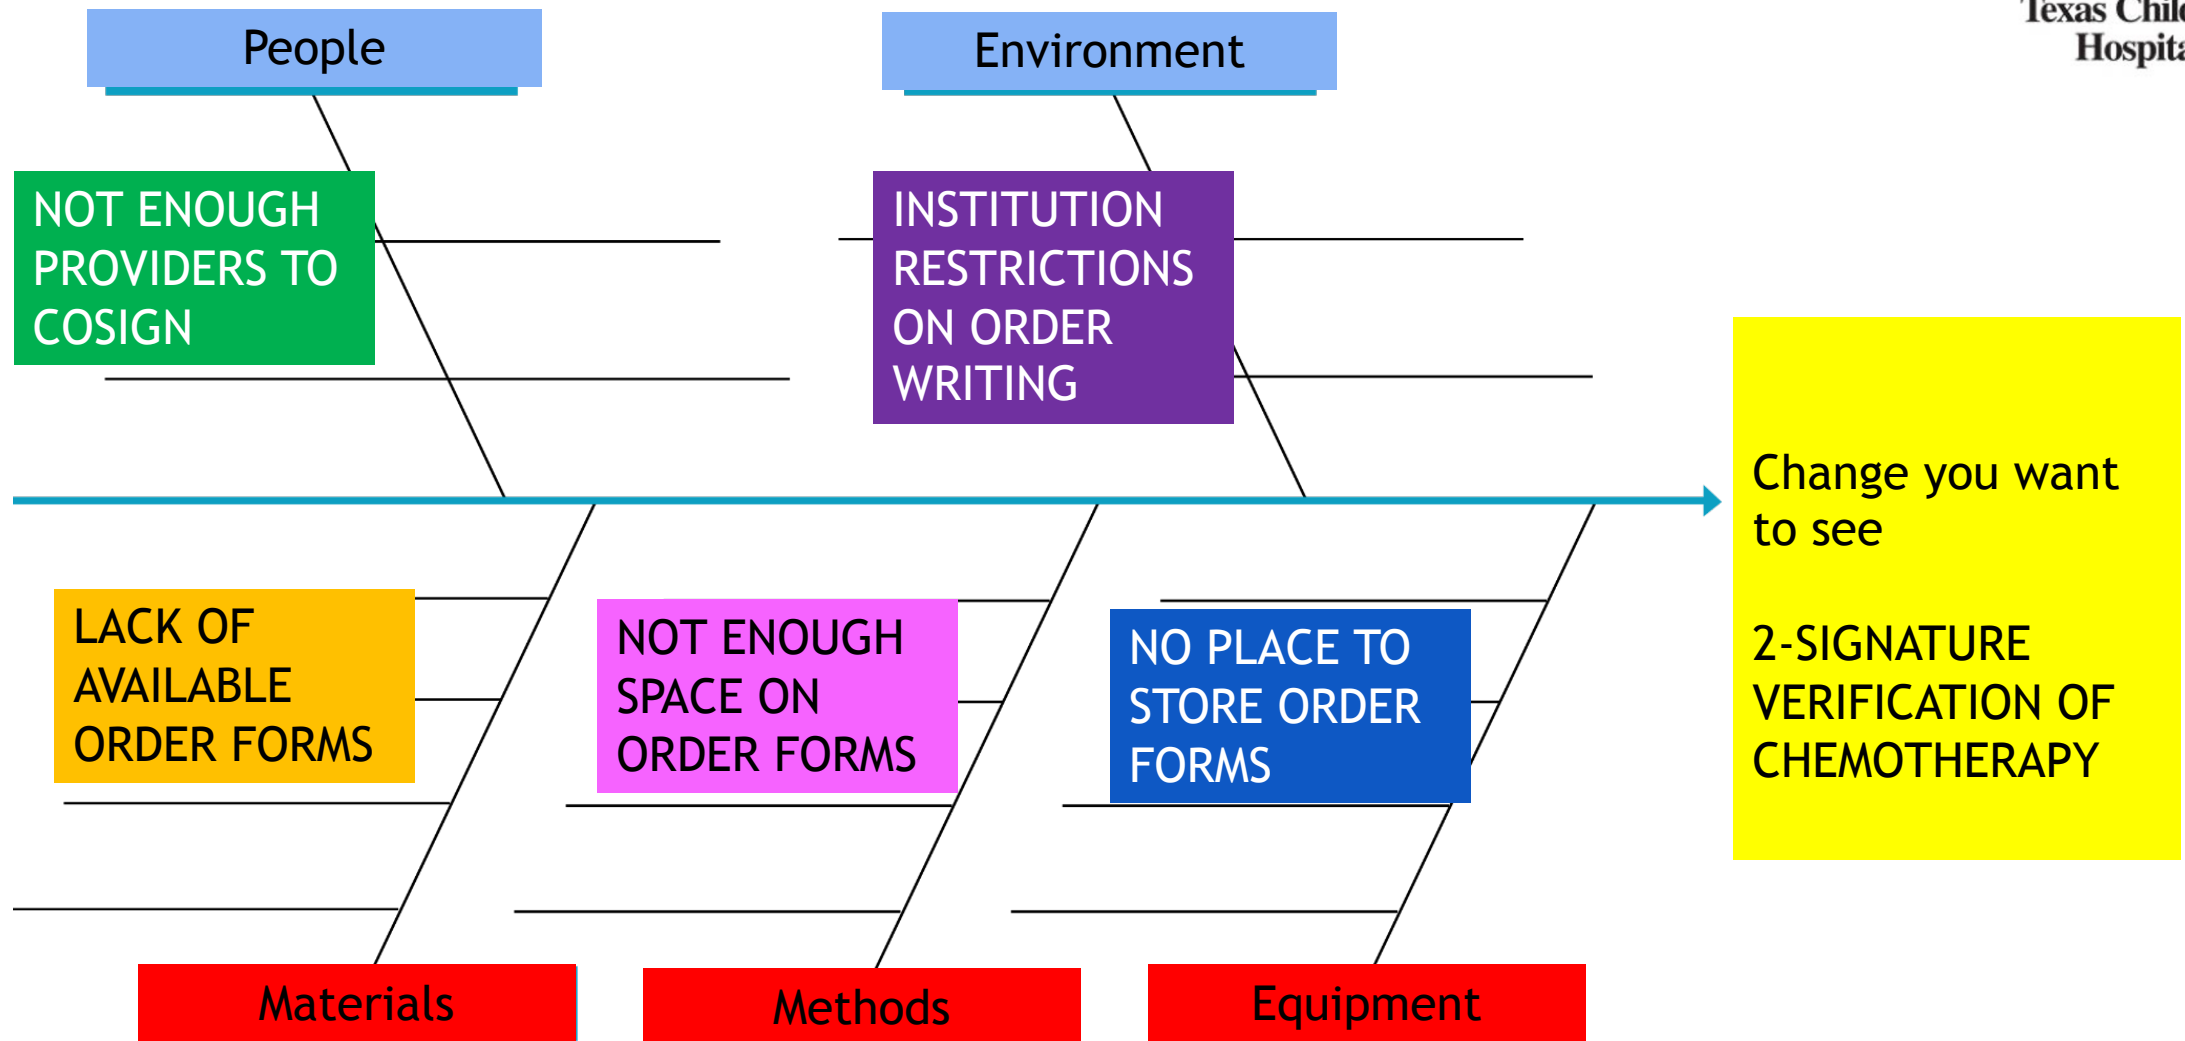 Texas
Hospita
People
Environment
NOT ENOUGH
PROVIDERS TO
COSIGN
INSTITUTION
RESTRICTIONS
ON ORDER
WRITING
Change you want
to see
2-SIGNATURE
VERIFICATION OF
CHEMOTHERAPY
LACK OF
AVAILABLE
ORDER FORMS
NOT ENOUGH
SPACE ON
ORDER FORMS
NO PLACE TO
STORE ORDER
FORMS
Materials
Methods
Equipment